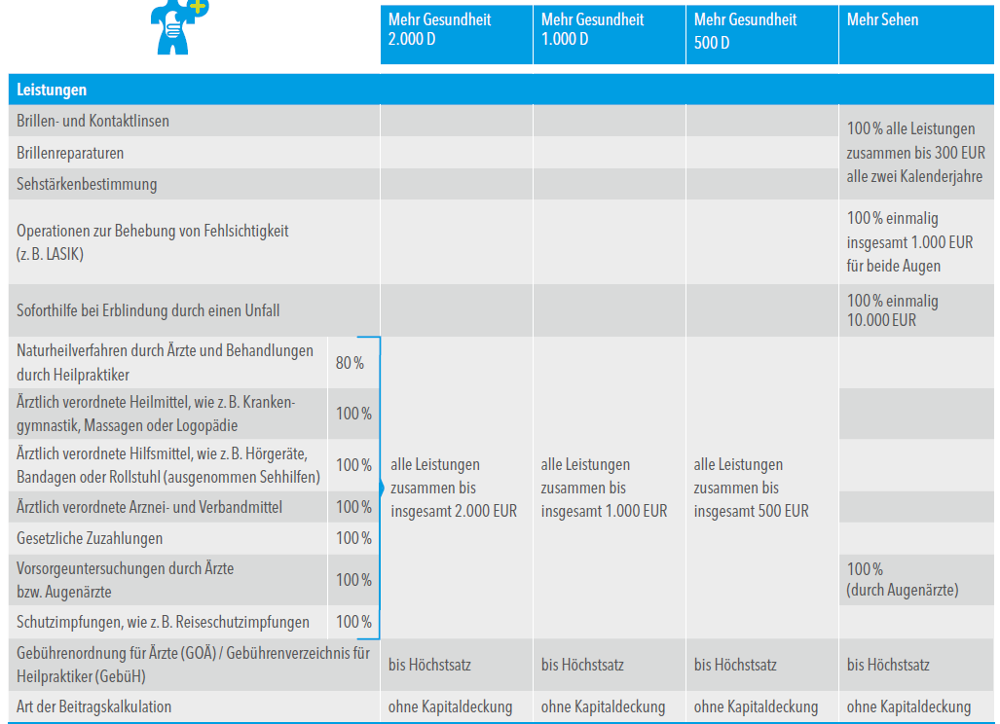 Mehr Gesundheit
2.000 D
Mehr Gesundheit
1.000 D
Mehr Gesundheit
500 D
Mehr Sehen
Leistungen
Brillen- und Kontaktlinsen
Brillenreparaturen
Sehstärkenbestimmung
100 % alle Leistungen
zusammen bis 300 EUR
alle zwei Kalenderjahre
Operationen zur Behebung von Fehlsichtigkeit
(z. B. LASIK)
100 % einmalig
insgesamt 1.000 EUR
für beide Augen
Soforthilfe bei Erblindung durch einen Unfall
100 % einmalig
10.000 EUR
Naturheilverfahren durch Ärzte und Behandlungen
durch Heilpraktiker
80 %
Ärztlich verordnete Heilmittel, wie z. B. Kranken-
gymnastik, Massagen oder Logopädie
100 %
Ärztlich verordnete Hilfsmittel, wie z. B. Hörgeräte,
Bandagen oder Rollstuhl (ausgenommen Sehhilfen)
100 %
Ärztlich verordnete Arznei- und Verbandmittel
100 %
Gesetzliche Zuzahlungen
100 %
Vorsorgeuntersuchungen durch Ärzte
bzw. Augenärzte
100 %
Schutzimpfungen, wie z. B. Reiseschutzimpfungen
100 %
alle Leistungen
zusammen bis
insgesamt 2.000 EUR
alle Leistungen
zusammen bis
insgesamt 1.000 EUR
alle Leistungen
zusammen bis
insgesamt 500 EUR
100 %
(durch Augenärzte)
Gebührenordnung für Ärzte (GOÄ) / Gebührenverzeichnis für
Heilpraktiker (GebüH)
bis Höchstsatz
bis Höchstsatz
bis Höchstsatz
bis Höchstsatz
Art der Beitragskalkulation
ohne Kapitaldeckung
ohne Kapitaldeckung
ohne Kapitaldeckung
ohne Kapitaldeckung